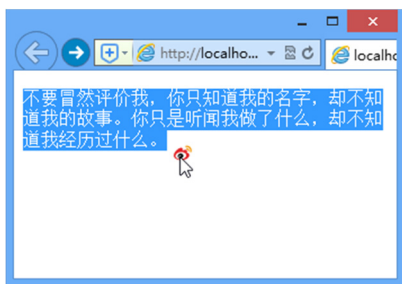 http://localho...
localho
不要冒然评价我，你只知道我的名字，却不知
道我的故事。你只是听闻我做了什么，却不知
道我经历过什么。